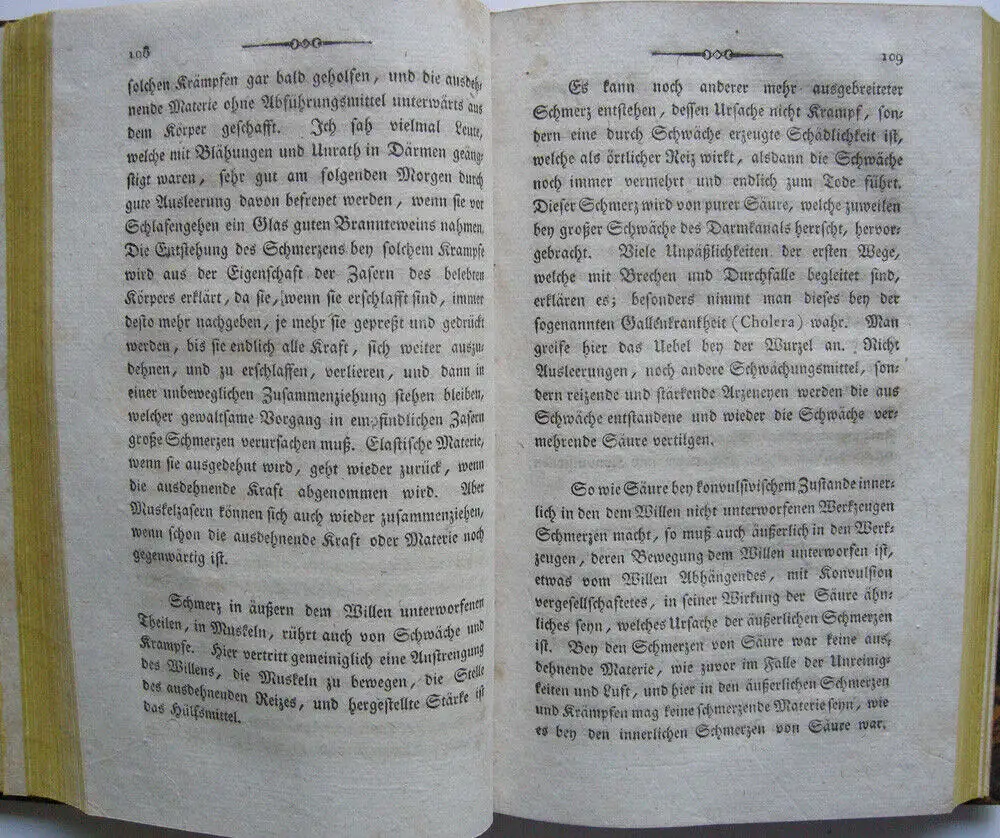 108
solchen Krämpfen gar bald geholfen, und die ausdeh-
nende Materie ohne Abführungsmittel unterwärts aus
dem Körper geschafft. Ich sah vielmal Leute,
welche mit Blähungen und Unrath in Därmen geäng-
stigt waren, sehr gut am folgenden Morgen durch
gute Ausleerung davon befreyet werden, wenn sie vor
Schlafengehen ein Glas guten Brannteweins nahmen.
Die Entstehung des Schmerzens bey solchem Krampfe
wird aus der Eigenschaft der Zasern des belebten
Körpers erklärt, da sie, wenn sie erschlafft sind, immer
desto mehr nachgeben, je mehr sie gepreßt und gedrückt
werden, bis sie endlich alle Kraft, sich weiter auszu-
dehnen, und zu erschlaffen, verlieren, und dann in
einer unbeweglichen Zusammenziehung stehen bleiben,
welcher gewaltsame Vorgang in empfindlichen Zasern
große Schmerzen verursachen muß. Elastische Materie,
wenn sie ausgedehnt wird, geht wieder zurück, wenn
die ausdehnende Kraft abgenommen wird. Aber
Muskelzasern können sich auch wieder zusammenziehen,
wenn schon die ausdehnende Kraft oder Materie noch
gegenwärtig ist.
Schmerz in äußern dem Willen unterworfenen
Theilen, in Muskeln, rührt auch von Schwäche und
Krampfe. Hier vertritt gemeiniglich eine Anstrengung
des Willens, die Muskeln zu bewegen, die Stelle
des ausdehnenden Reizes, und hergestellte Stärke ist
das Hülfsmittel.
109
Es kann noch anderer mehr ausgebreiteter
Schmerz entstehen, dessen Ursache nicht Krampf, son-
dern eine durch Schwäche erzeugte Schädlichkeit ist,
welche als örtlicher Reiz wirkt, alsdann die Schwäche
noch immer vermehrt und endlich zum Tode führt.
Dieser Schmerz wird von purer Säure, welche zuweilen
bey großer Schwäche des Darmkanals herrscht, hervor-
gebracht. Viele Unpäßlichkeiten der ersten Wege,
welche mit Brechen und Durchfalle begleitet sind,
erklären es; besonders nimmt man dieses bey der
sogenannten Gallenkrankheit (Cholera) wahr. Man
greife hier das Uebel bey der Wurzel an. Nicht
Ausleerungen, noch andere Schwächungsmittel, son-
dern reizende und stärkende Arzeneyen werden die aus
Schwäche entstandene und wieder die Schwäche ver-
mehrende Säure vertilgen.
So wie Säure bey konvulsivischem Zustande inner-
lich in den dem Willen nicht unterworfenen Werkzeugen
Schmerzen macht, so muß auch äußerlich in den Werk-
zeugen, deren Bewegung dem Willen unterworfen ist,
etwas vom Willen Abhängendes, mit Konvulsion
vergesellschaftetes, in seiner Wirkung der Säure ähn-
liches seyn, welches Ursache der äußerlichen Schmerzen
ist. Bey den Schmerzen von Säure war keine aus-
dehnende Materie, wie zuvor im Falle der Unreinig-
keiten und Luft, und hier in den äußerlichen Schmerzen
und Krämpfen mag keine schmerzende Materie seyn, wie
es bey den innerlichen Schmerzen von Säure war.